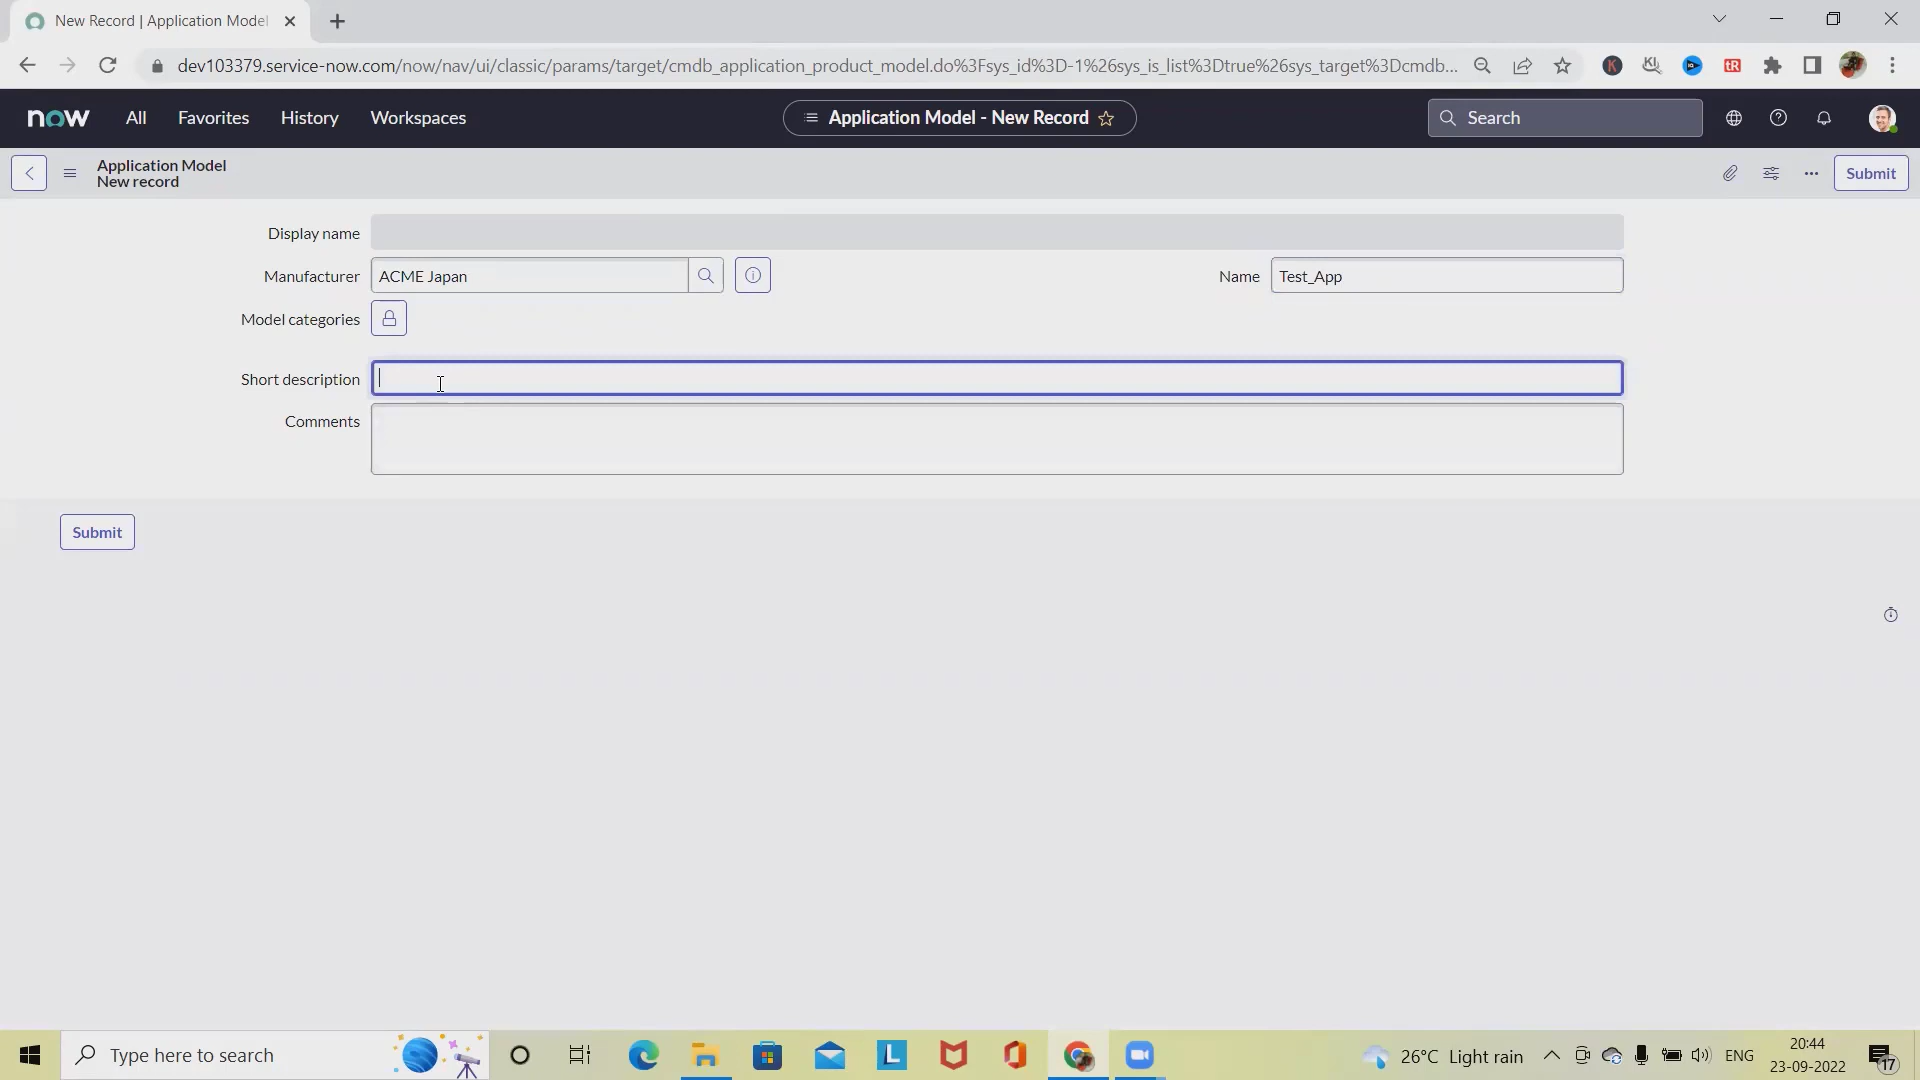 New Record | Application Model
dev103379.service-now.com/now/nav/ui/classic/params/target/cmdb_application_product_model.do%3Fsys_id%3D-1%26sys_is_list%3Dtrue%26sys_target%3Dcmdb...
now All Favorites History Workspaces Application Model - New Record Search
Application Model
New record
Submit
Display name
Manufacturer ACME Japan Name Test_App
Model categories
Short description
Comments
Submit
Type here to search 26°C Light rain ENG 20:44
23-09-2022 17